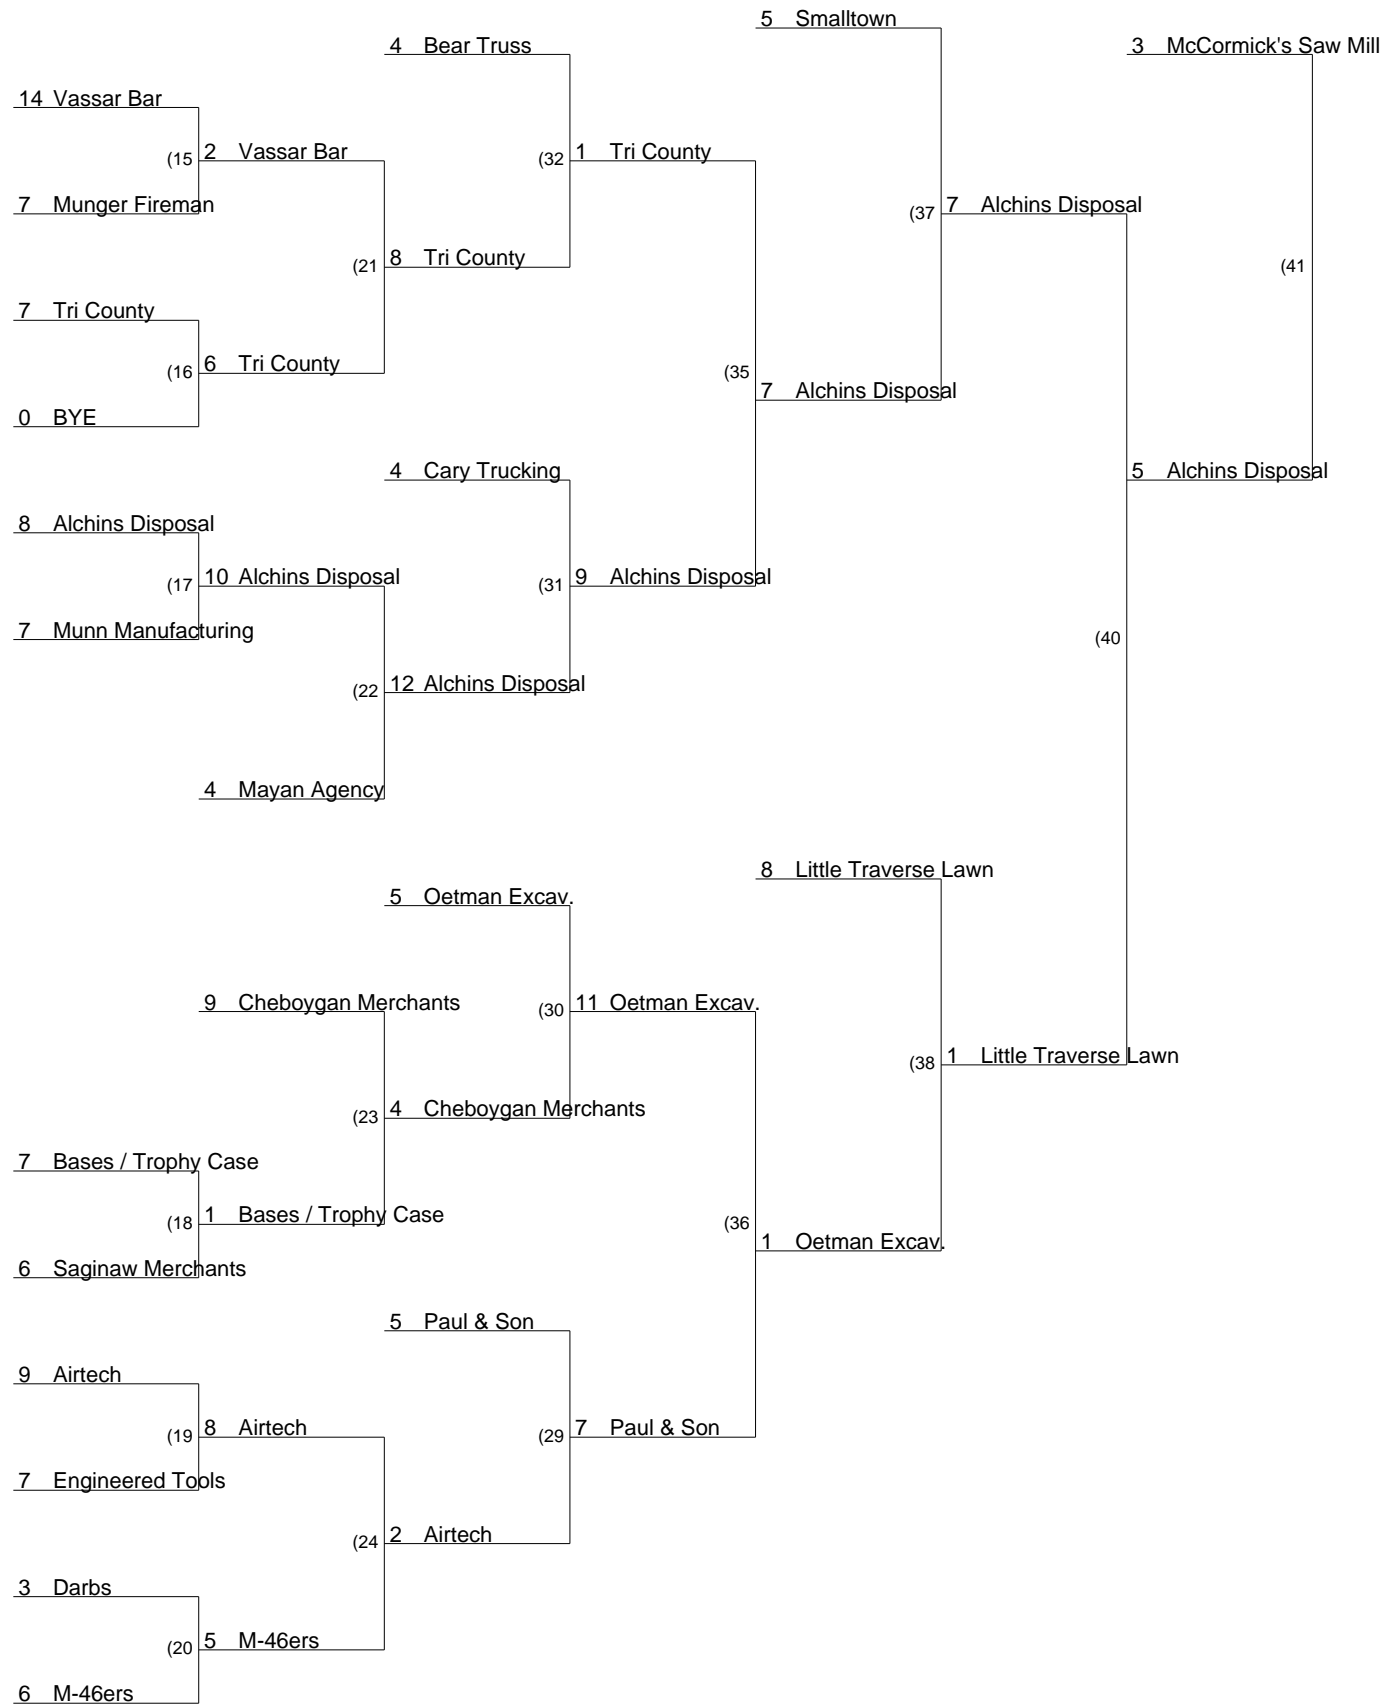 5 Smalltown
4 Bear Truss
3 McCormick's Saw Mill
14 Vassar Bar
(15 2 Vassar Bar
(32 1 Tri County
7 Munger Fireman
(37 7 Alchins Disposal
(21 8 Tri County
(41
7 Tri County
(16 6 Tri County
(35
7 Alchins Disposal
0 BYE
4 Cary Trucking
5 Alchins Disposal
8 Alchins Disposal
(17 10 Alchins Disposal
(31 9 Alchins Disposal
7 Munn Manufacturing
(40
(22 12 Alchins Disposal
4 Mayan Agency
8 Little Traverse Lawn
5 Oetman Excav.
9 Cheboygan Merchants
(30 11 Oetman Excav.
(38 1 Little Traverse Lawn
(23 4 Cheboygan Merchants
7 Bases / Trophy Case
(18 1 Bases / Trophy Case
(36
1 Oetman Excav.
6 Saginaw Merchants
5 Paul & Son
9 Airtech
(19 8 Airtech
(29 7 Paul & Son
7 Engineered Tools
(24 2 Airtech
3 Darbs
(20 5 M-46ers
6 M-46ers